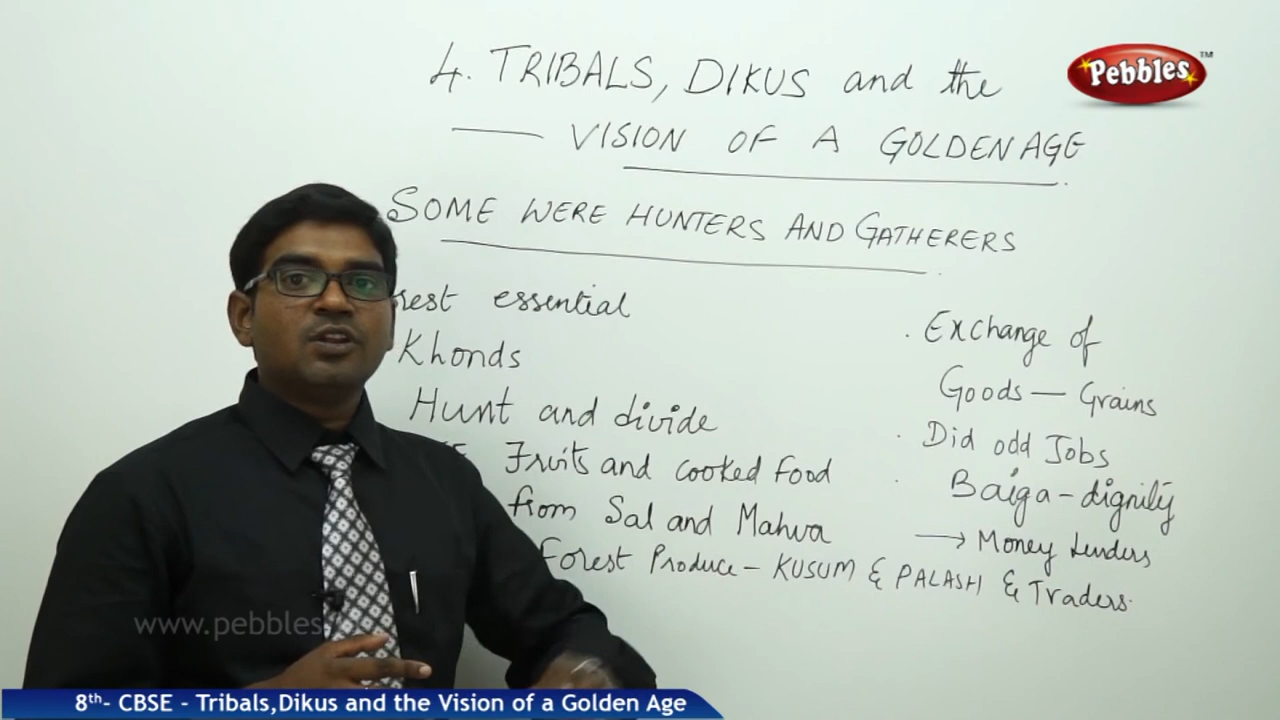 4. TRIBALS, DIKUS and the
VISION OF A GOLDEN AGE
Pebbles™
SOME WERE HUNTERS AND GATHERERS
rest essential
Khonds
Hunt and divide
Fruits and cooked food
from Sal and Mahua
Forest Produce - KUSUM & PALASH
. Exchange of
Goods — Grains
. Did odd Jobs
. Baiga - dignity
→ Money lenders
& Traders.
www.pebbles
8th- CBSE - Tribals,Dikus and the Vision of a Golden Age